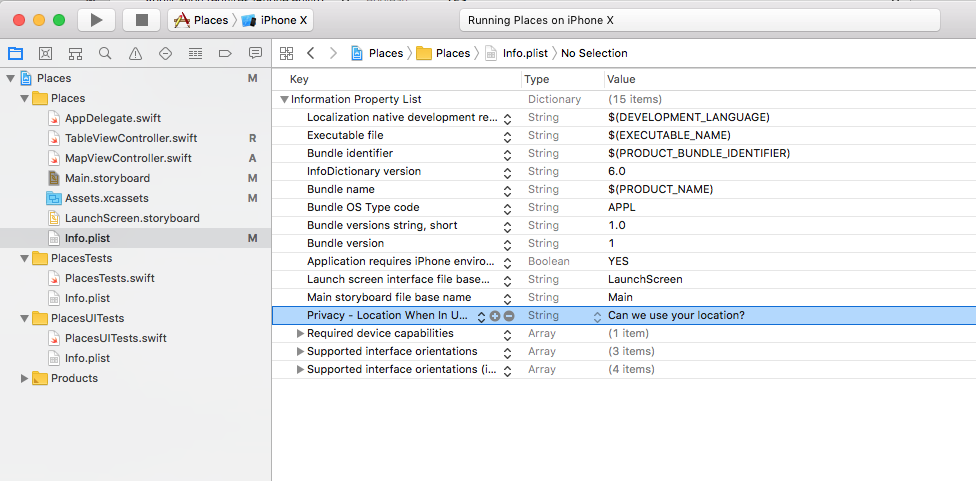 Places iPhone X
Running Places on iPhone X
Places Places Info.plist No Selection
Places M
Places
AppDelegate.swift
TableViewController.swift R
MapViewController.swift A
Main.storyboard M
Assets.xcassets M
LaunchScreen.storyboard
Info.plist M
PlacesTests
PlacesTests.swift
Info.plist
PlacesUITests
PlacesUITests.swift
Info.plist
Products
Key Type Value
Information Property List Dictionary (15 items)
Localization native development re... String $(DEVELOPMENT_LANGUAGE)
Executable file String $(EXECUTABLE_NAME)
Bundle identifier String $(PRODUCT_BUNDLE_IDENTIFIER)
InfoDictionary version String 6.0
Bundle name String $(PRODUCT_NAME)
Bundle OS Type code String APPL
Bundle versions string, short String 1.0
Bundle version String 1
Application requires iPhone enviro... Boolean YES
Launch screen interface file base... String LaunchScreen
Main storyboard file base name String Main
Privacy - Location When In U... String Can we use your location?
Required device capabilities Array (1 item)
Supported interface orientations Array (3 items)
Supported interface orientations (i... Array (4 items)